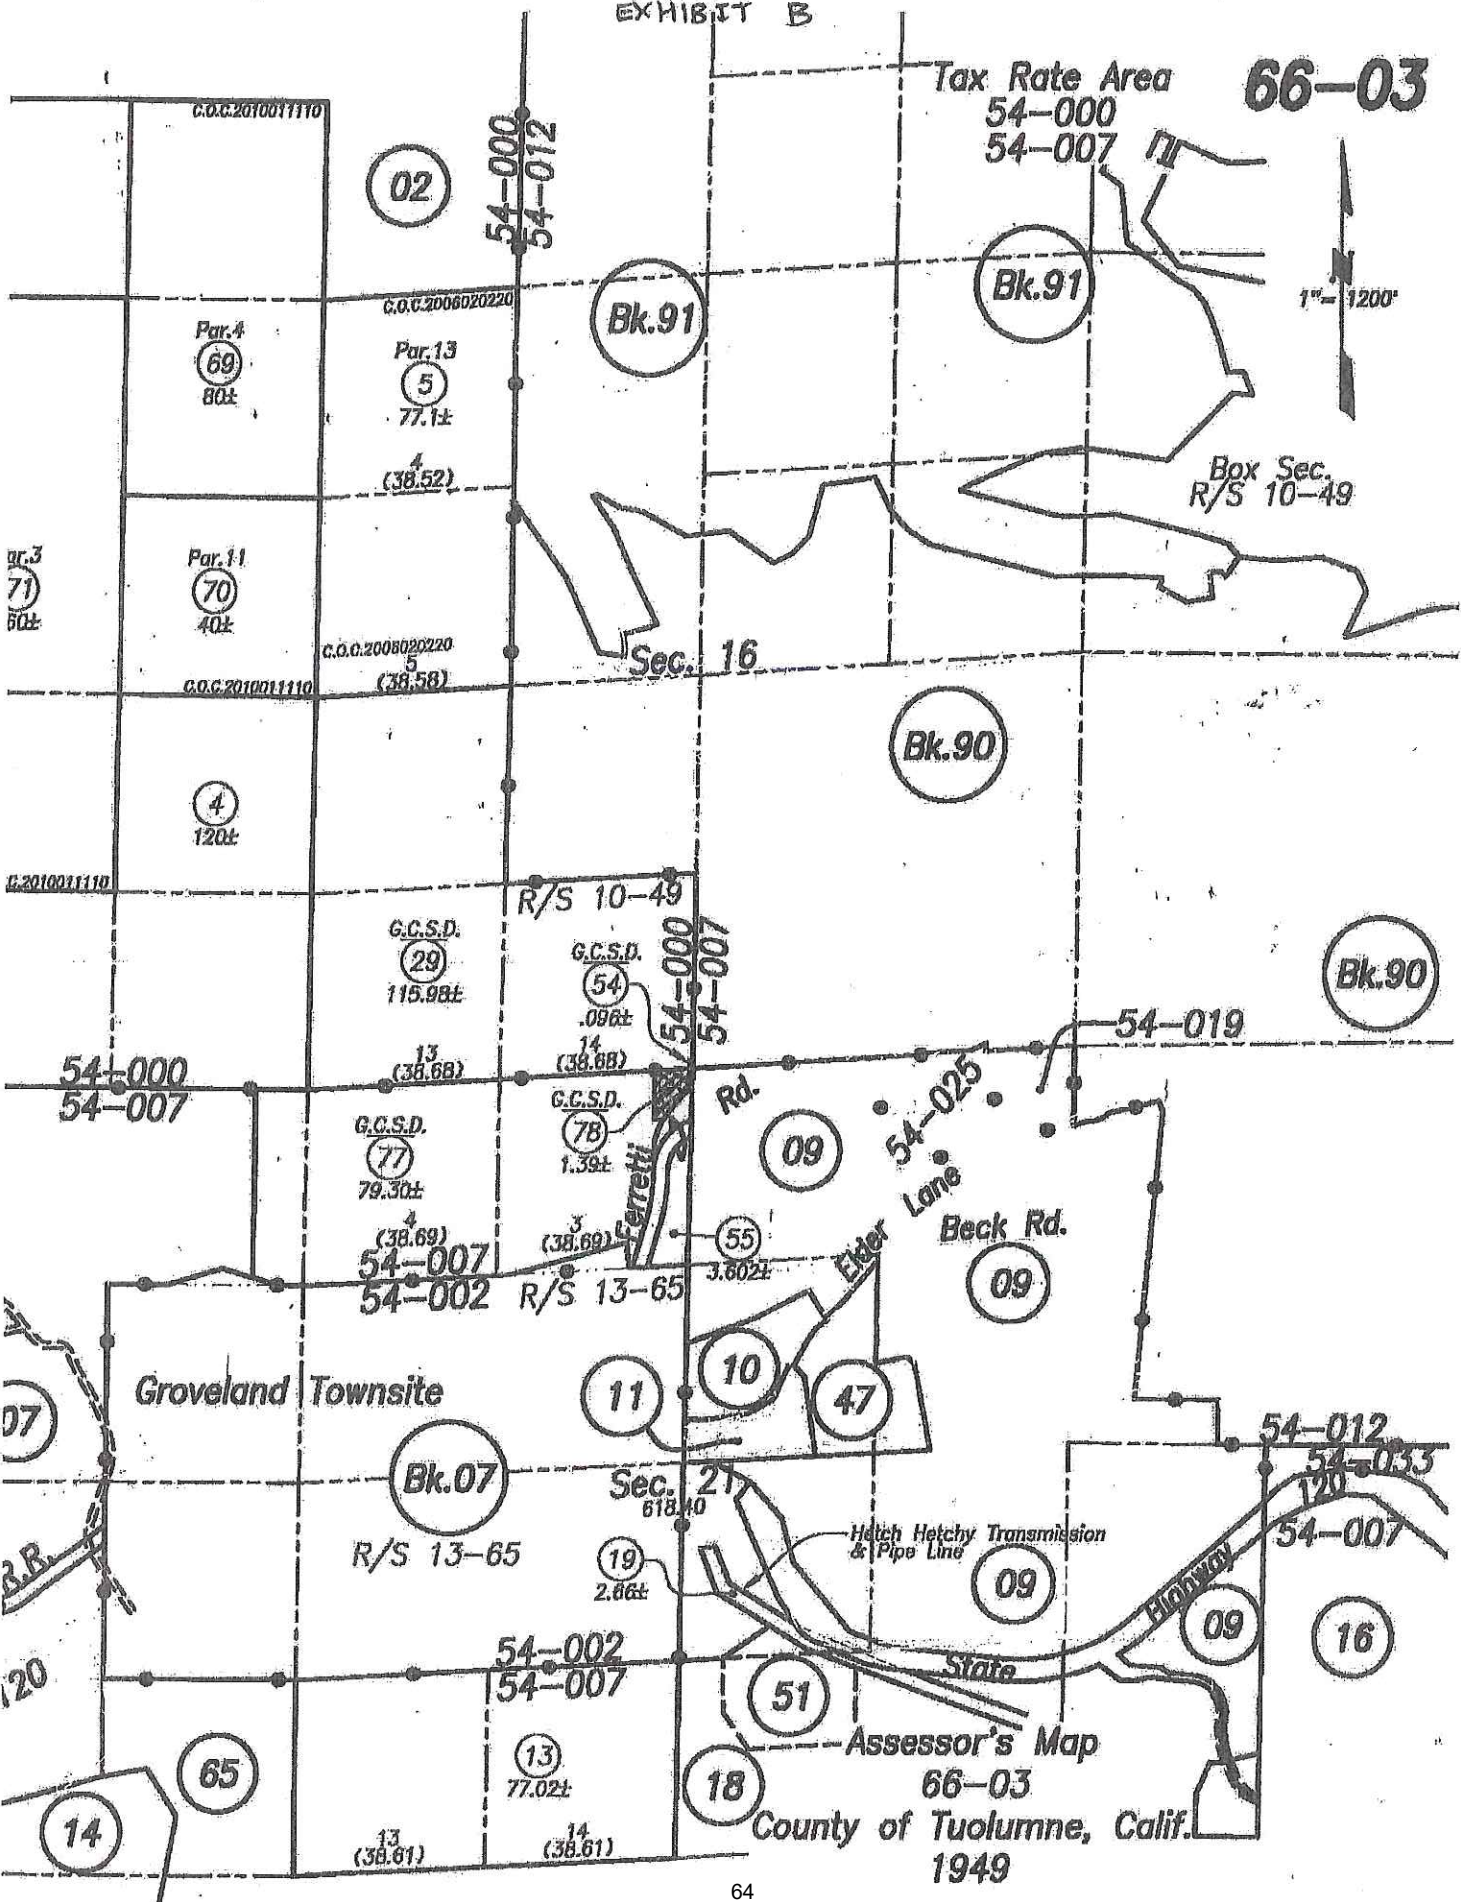 EXHIBIT B
Tax Rate Area
54-000
54-007
66-03
C.O.C.2010011110
02
54-000
54-012
Bk.91
Bk.91
N
1"= 1200'
C.O.C.2006020220
Par.4
69
80±
Par.13
5
77.1±
4
(38.52)
Box Sec.
R/S 10-49
ar.3
71
60±
Par.11
70
40±
C.O.C.2006020220
5
(38.58)
C.O.C.2010011110
Sec. 16
Bk.90
4
120±
C.2010011110
R/S 10-49
G.C.S.D.
29
115.98±
G.C.S.D.
54
.096±
54-000
54-007
Bk.90
54-019
13
(38.68)
14
(38.68)
54-000
54-007
Rd.
54-025
G.C.S.D.
77
79.30±
G.C.S.D.
78
1.39±
Ferretti
09
Elder Lane
Beck Rd.
09
4
(38.69)
3
(38.69)
55
3.602±
54-007
54-002
R/S 13-65
Groveland Townsite
11
10
47
07
Bk.07
Sec. 21
618.40
54-012
54-033
120
54-007
R/S 13-65
Hetch Hetchy Transmission
& Pipe Line
19
2.66±
09
Highway
09
16
R.R.
120
54-002
54-007
State
51
65
13
77.02±
18
14
13
(38.61)
14
(38.61)
Assessor's Map
66-03
County of Tuolumne, Calif.
1949
64